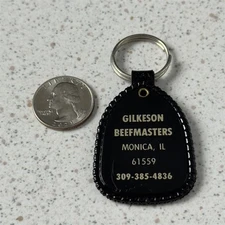 GILKESON
BEEFMASTERS
MONICA, IL
61559
309-385-4836